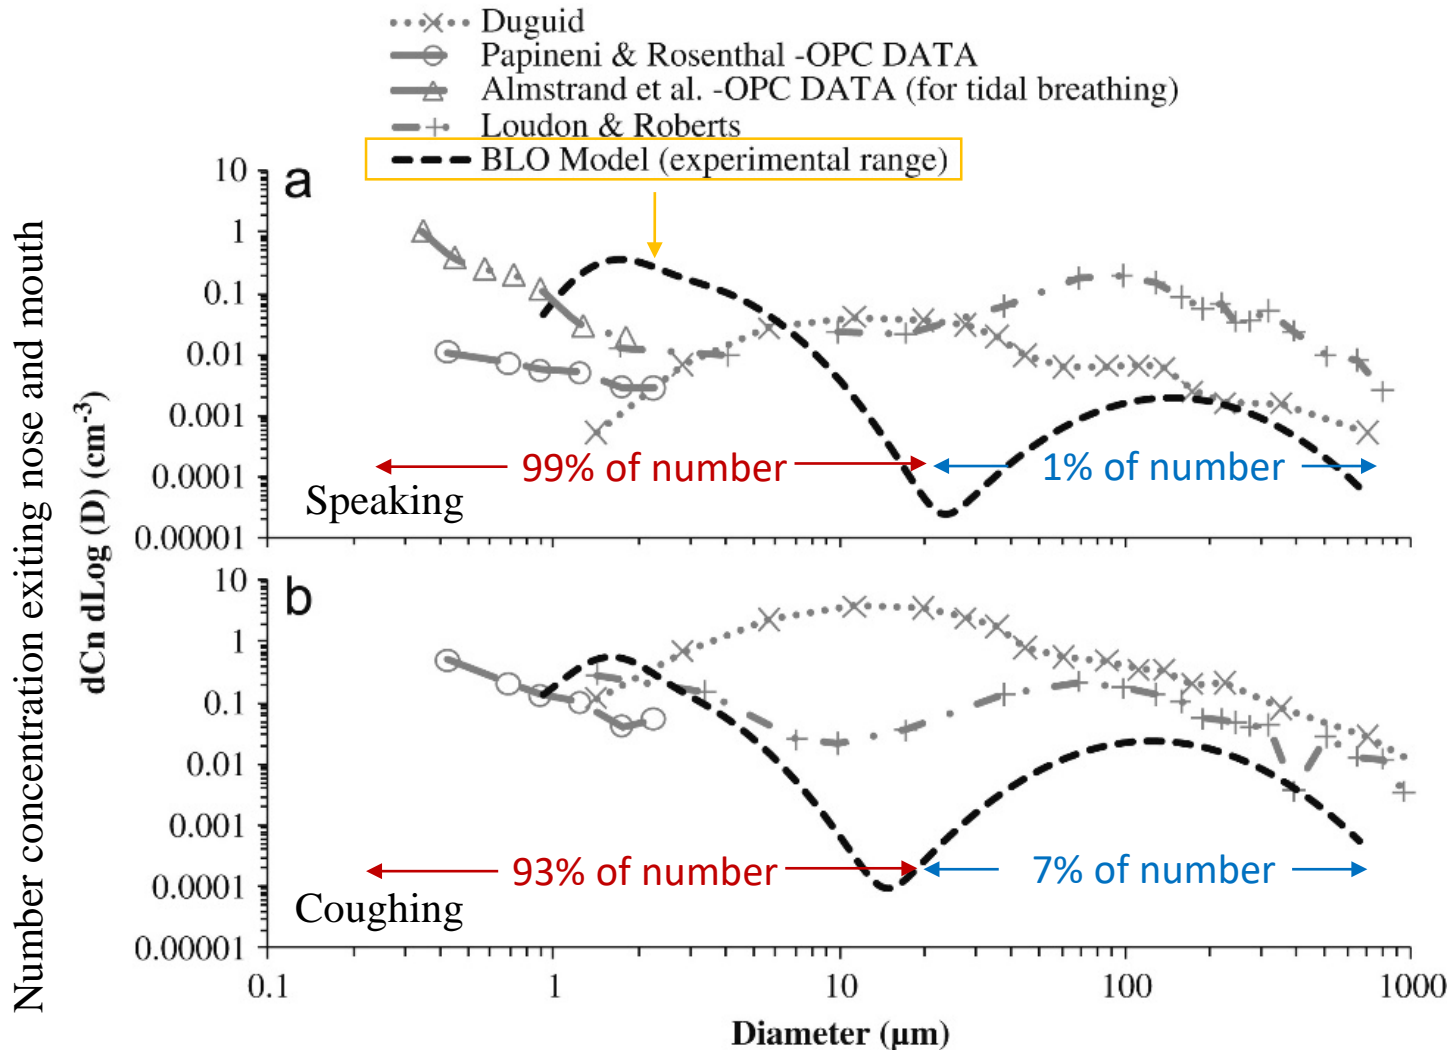 Duguid
Papineni & Rosenthal -OPC DATA
Almstrand et al. -OPC DATA (for tidal breathing)
Loudon & Roberts
BLO Model (experimental range)
Number concentration exiting nose and mouth
dCn dLog (D) (cm-3)
a
10
1
0.1
0.01
0.001
0.0001
0.00001
99% of number
1% of number
Speaking
b
10
1
0.1
0.01
0.001
0.0001
0.00001
93% of number
7% of number
Coughing
0.1
1
10
100
1000
Diameter (µm)